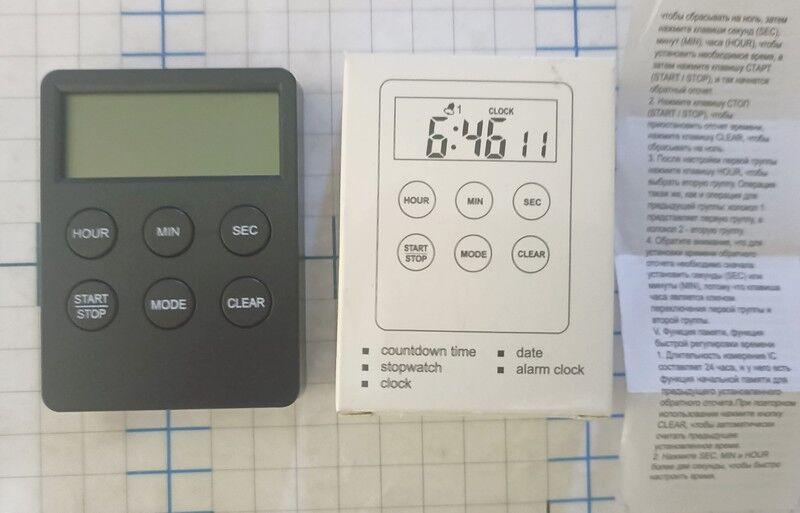 HOUR
MIN
SEC
START
STOP
MODE
CLEAR
1 CLOCK
6:46 11
HOUR
MIN
SEC
START
STOP
MODE
CLEAR
countdown time
stopwatch
clock
date
alarm clock
чтобы сбрасывать на ноль, затем
нажмите клавиши секунд (SEC),
минут (MIN), часа (HOUR), чтобы
установить необходимое время, а
затем нажмите клавишу СТАРТ
(START / STOP), и так начнется
обратный отсчет.
2. Нажмите клавишу СТОП
(START / STOP), чтобы
приостановить отсчет времени,
нажмите клавишу CLEAR, чтобы
сбрасывать на ноль.
3. После настройки первой группы
нажмите клавишу HOUR, чтобы
выбрать вторую группу. Операция
такая же, как и операция для
предыдущей группы: колокол 1
представляет первую группу, а
колокол 2 - вторую группу.
4. Обратите внимание, что для
установки времени обратного
отсчета необходимо сначала
установить секунды (SEC) или
минуты (MIN), потому что клавиша
часа является ключом
переключения первой группы и
второй группы.
V. Функция памяти, функция
быстрой регулировки времени
1. Длительность измерения IC
составляет 24 часа, и у него есть
функция начальной памяти для
предыдущего установленного
обратного отсчета.При повторном
использовании нажмите кнопку
CLEAR, чтобы автоматически
считать предыдущее
установленное время.
2. Нажмите SEC, MIN и HOUR
более две секунды, чтобы быстро
настроить время.